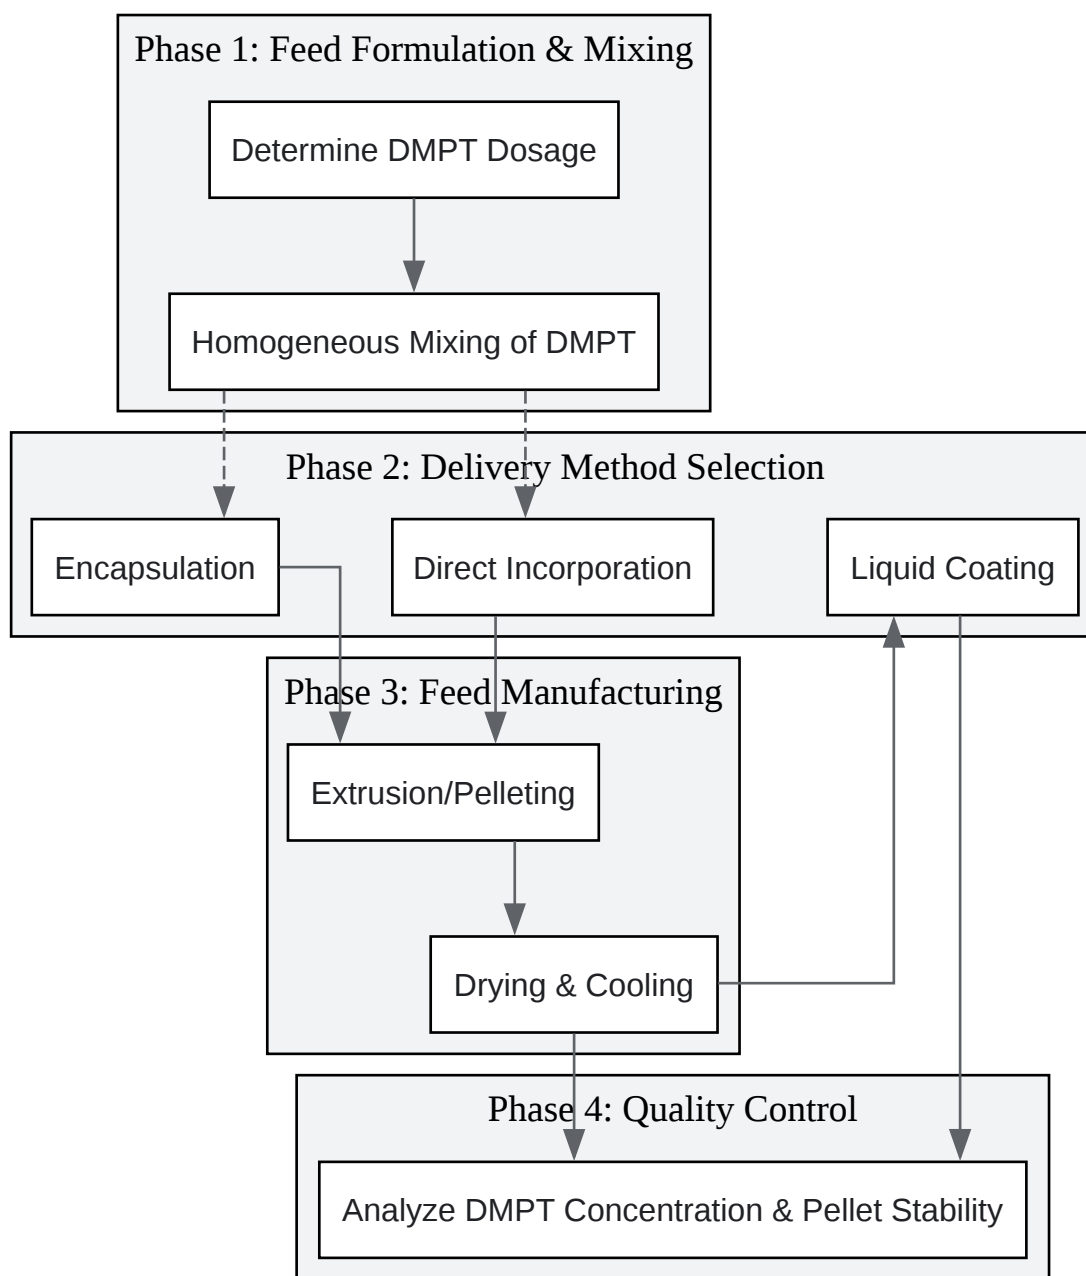 Phase 1: Feed Formulation & Mixing
Determine DMPT Dosage
Homogeneous Mixing of DMPT
Phase 2: Delivery Method Selection
Encapsulation
Direct Incorporation
Liquid Coating
Phase 3: Feed Manufacturing
Extrusion/Pelleting
Drying & Cooling
Phase 4: Quality Control
Analyze DMPT Concentration & Pellet Stability